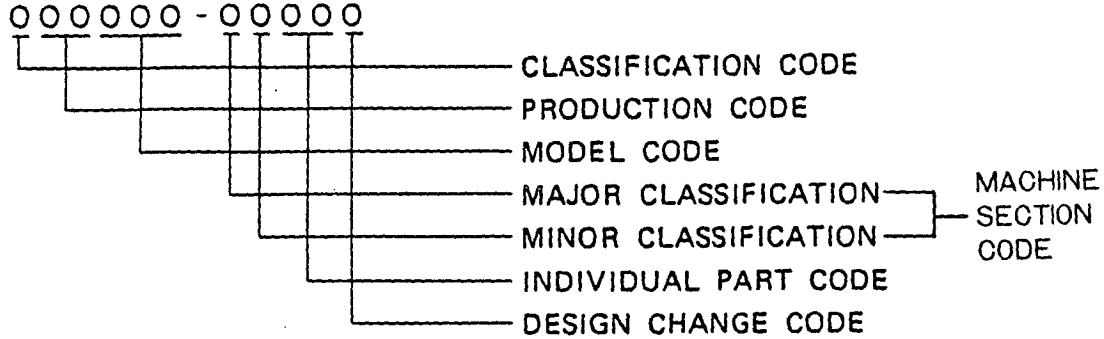 000000-00000
CLASSIFICATION CODE
PRODUCTION CODE
MODEL CODE
MAJOR CLASSIFICATION
MINOR CLASSIFICATION
MACHINE
SECTION
CODE
INDIVIDUAL PART CODE
DESIGN CHANGE CODE